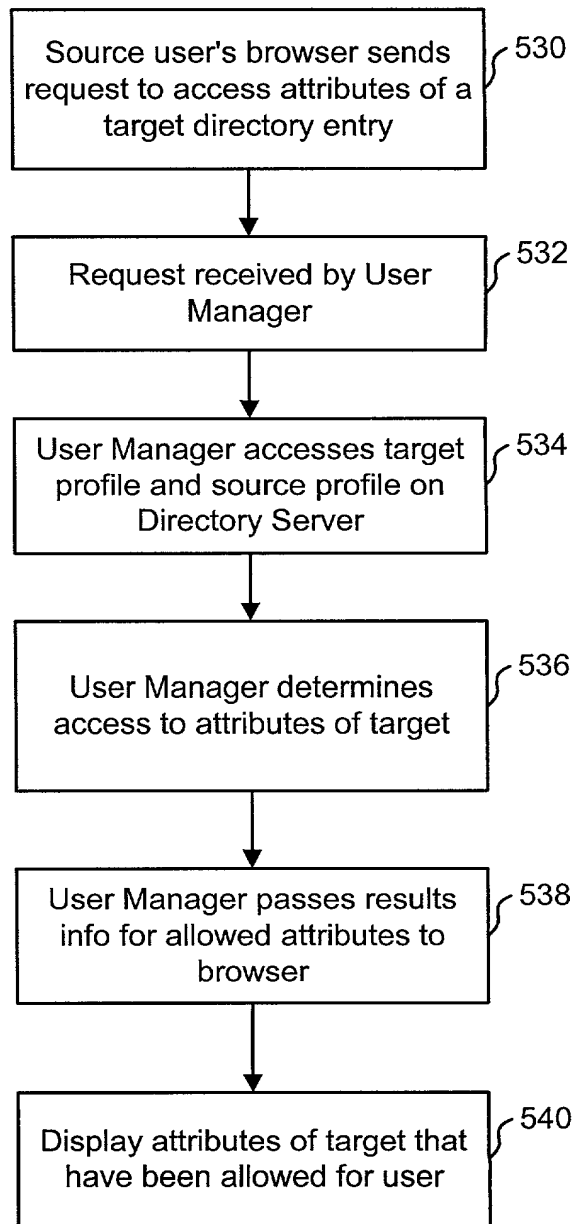 Source user's browser sends
request to access attributes of a
target directory entry
530
Request received by User
Manager
532
User Manager accesses target
profile and source profile on
Directory Server
534
User Manager determines
access to attributes of target
536
User Manager passes results
info for allowed attributes to
browser
538
Display attributes of target that
have been allowed for user
540